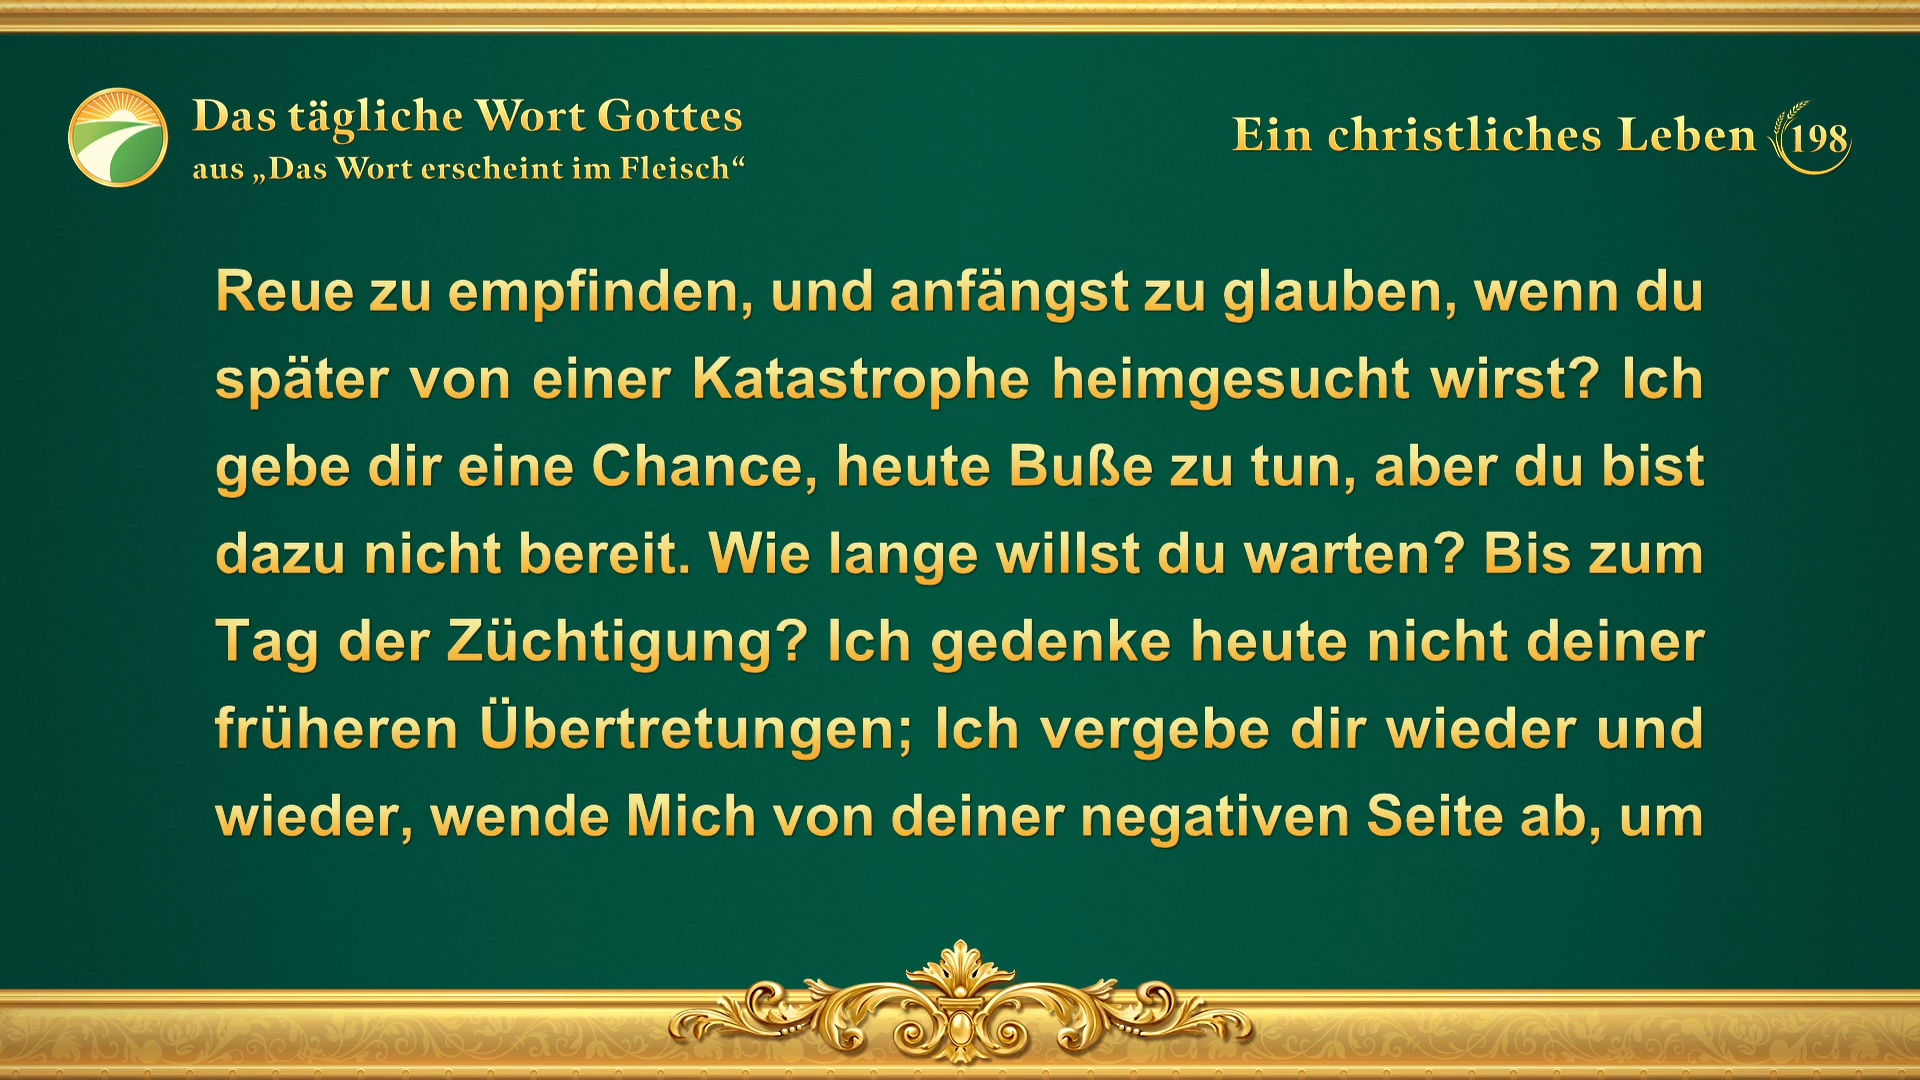 Das tägliche Wort Gottes
aus „Das Wort erscheint im Fleisch“
Ein christliches Leben 198
Reue zu empfinden, und anfängst zu glauben, wenn du
später von einer Katastrophe heimgesucht wirst? Ich
gebe dir eine Chance, heute Buße zu tun, aber du bist
dazu nicht bereit. Wie lange willst du warten? Bis zum
Tag der Züchtigung? Ich gedenke heute nicht deiner
früheren Übertretungen; Ich vergebe dir wieder und
wieder, wende Mich von deiner negativen Seite ab, um